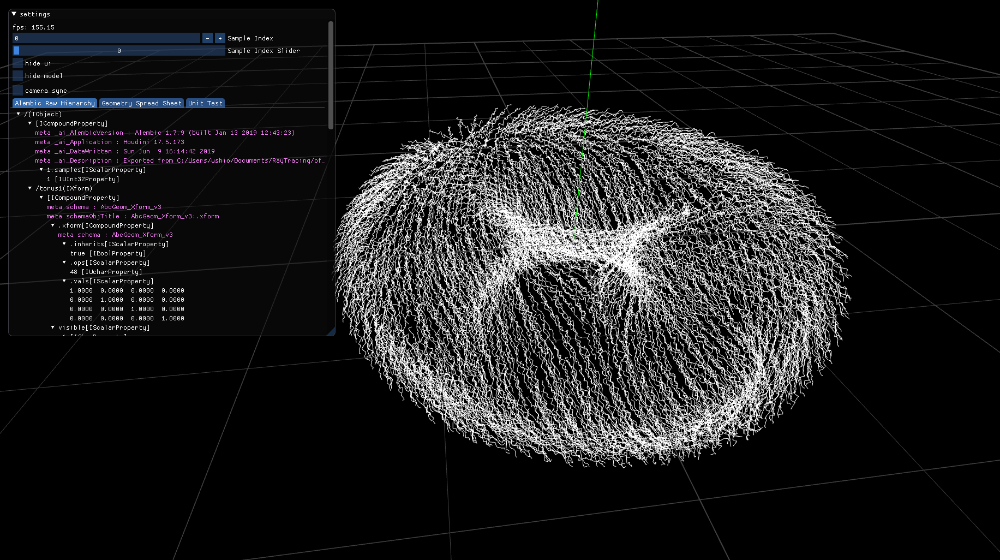 settings
fps: 155.15
0 - + Sample Index
0 Sample Index Slider
hide ui
hide model
camera sync
Alembic Raw Hierarchy Geometry Spread Sheet Unit Test
/[IObject]
[ICompoundProperty]
meta _ai_AlembicVersion : Alembic 1.7.9 (built Jan 13 2019 12:43:23)
meta _ai_Application : Houdini 17.5.173
meta _ai_DateWritten : Sun Jun 9 16:14:43 2019
meta _ai_Description : Exported from C:/Users/ushio/Documents/RayTracing/of
1.samples[IScalarProperty]
1 [IUInt32Property]
/torus1(IXform)
[ICompoundProperty]
meta schema : AbcGeom_Xform_v3
meta schemaObjTitle : AbcGeom_Xform_v3:.xform
.xform[ICompoundProperty]
meta schema : AbcGeom_Xform_v3
.inherits[IScalarProperty]
true [IBoolProperty]
.ops[IScalarProperty]
48 [IUcharProperty]
.vals[IScalarProperty]
1.0000 0.0000 0.0000 0.0000
0.0000 1.0000 0.0000 0.0000
0.0000 0.0000 1.0000 0.0000
0.0000 0.0000 0.0000 1.0000
visible[IScalarProperty]